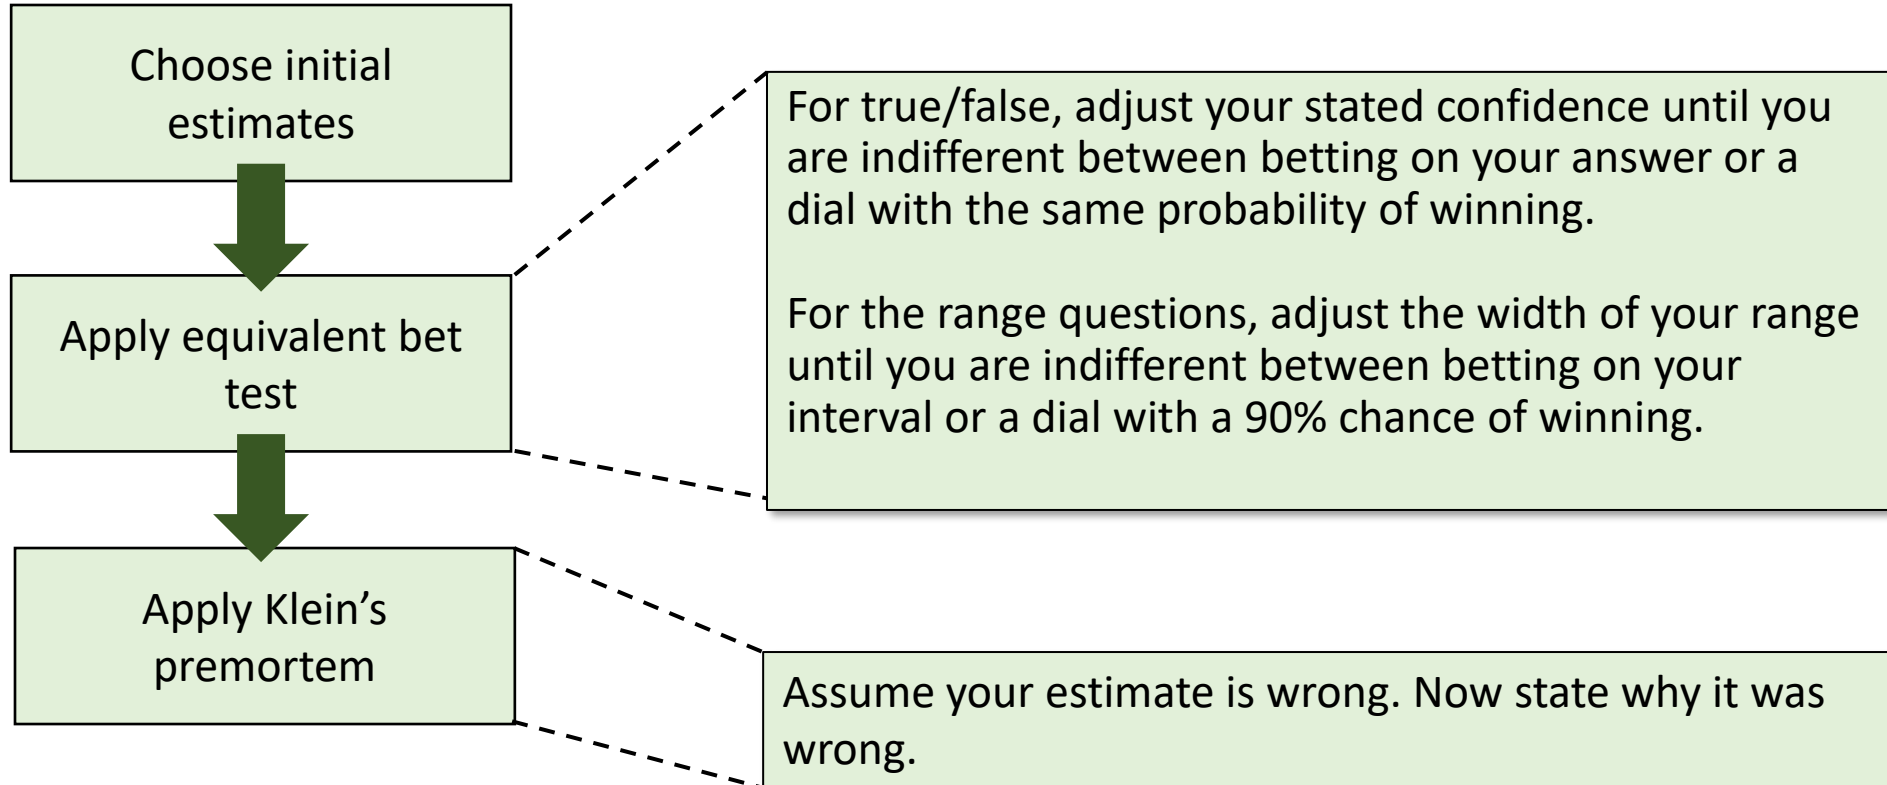 Choose initial
estimates
Apply equivalent bet
test
For true/false, adjust your stated confidence until you
are indifferent between betting on your answer or a
dial with the same probability of winning.
For the range questions, adjust the width of your range
until you are indifferent between betting on your
interval or a dial with a 90% chance of winning.
Apply Klein’s
premortem
Assume your estimate is wrong. Now state why it was
wrong.